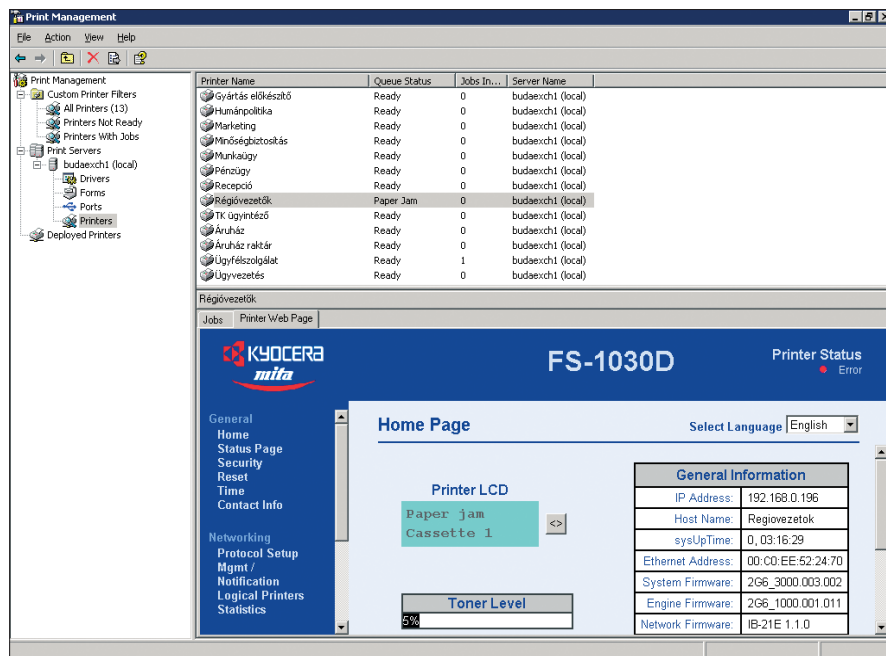 Print Management
File Action View Help
Print Management
Custom Printer Filters
All Printers (13)
Printers Not Ready
Printers With Jobs
Print Servers
budaexch1 (local)
Drivers
Forms
Ports
Printers
Deployed Printers
Printer Name Queue Status Jobs In... Server Name
Gyártás előkészítő Ready 0 budaexch1 (local)
Humánpolitika Ready 0 budaexch1 (local)
Marketing Ready 0 budaexch1 (local)
Minőségbiztosítás Ready 0 budaexch1 (local)
Munkaügy Ready 0 budaexch1 (local)
Pénzügy Ready 0 budaexch1 (local)
Recepció Ready 0 budaexch1 (local)
Régióvezetők Paper Jam 0 budaexch1 (local)
TK ügyintéző Ready 0 budaexch1 (local)
Áruház Ready 0 budaexch1 (local)
Áruház raktár Ready 0 budaexch1 (local)
Ügyfélszolgálat Ready 1 budaexch1 (local)
Ügyvezetés Ready 0 budaexch1 (local)
Régióvezetők
Jobs Printer Web Page
KYOCERA
mita
FS-1030D
Printer Status
Error
General
Home
Status Page
Security
Reset
Time
Contact Info
Networking
Protocol Setup
Mgmt /
Notification
Logical Printers
Statistics
Home Page
Select Language English
Printer LCD
Paper jam
Cassette 1
<>
Toner Level
5%
General Information
IP Address: 192.168.0.196
Host Name: Regiovezetok
sysUpTime: 0, 03:16:29
Ethernet Address: 00:C0:EE:52:24:70
System Firmware: 2G6_3000.003.002
Engine Firmware: 2G6_1000.001.011
Network Firmware: IB-21E 1.1.0